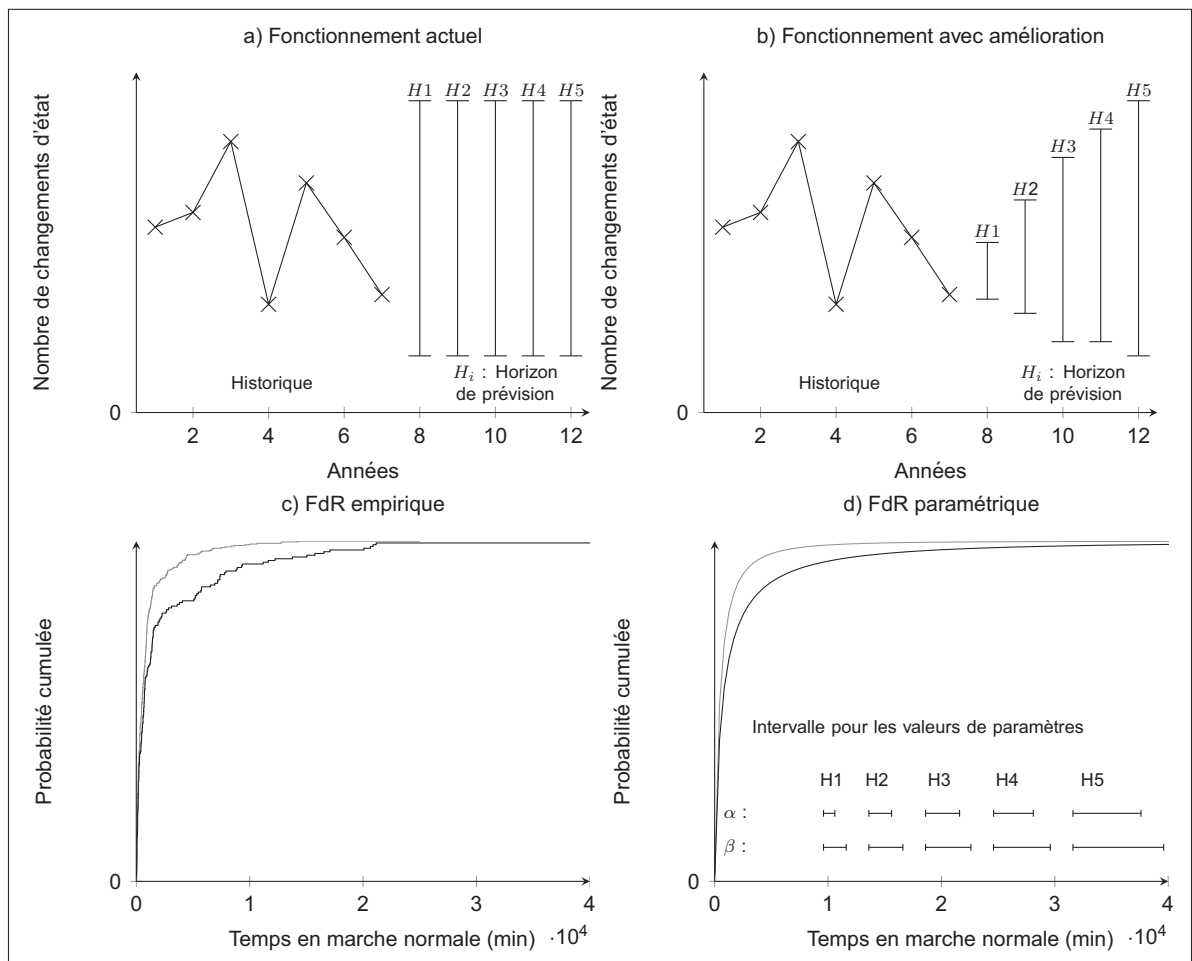 a) Fonctionnement actuel
Nombre de changements d'état
H1 H2 H3 H4 H5
Historique
H_i : Horizon
de prévision
0
2 4 6 8 10 12
Années
b) Fonctionnement avec amélioration
Nombre de changements d'état
H5
H4
H3
H2
H1
Historique
H_i : Horizon
de prévision
0
2 4 6 8 10 12
Années
c) FdR empirique
Probabilité cumulée
0
0 1 2 3 4
Temps en marche normale (min) ·10^4
d) FdR paramétrique
Probabilité cumulée
Intervalle pour les valeurs de paramètres
H1 H2 H3 H4 H5
α :
β :
0
0 1 2 3 4
Temps en marche normale (min) ·10^4